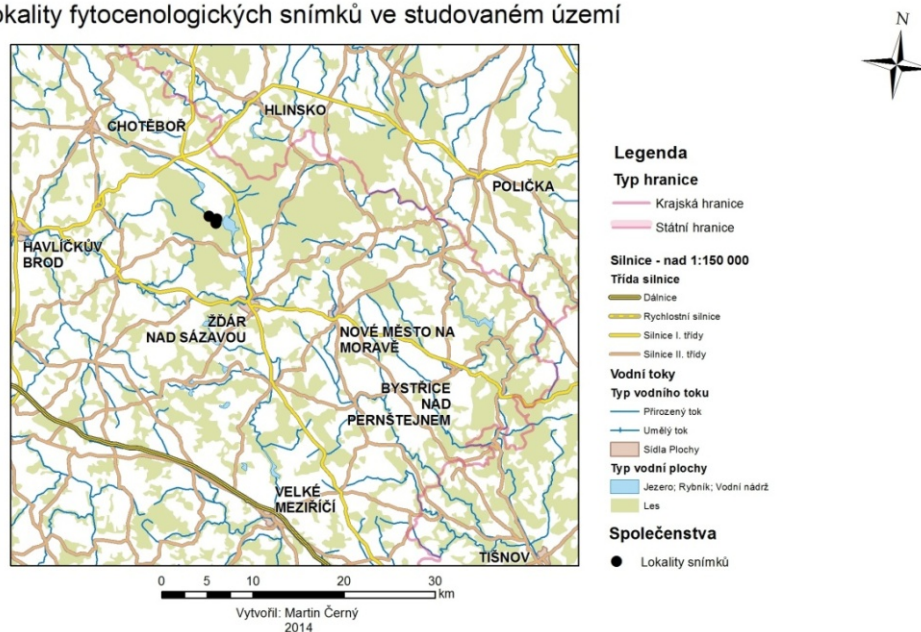 okality fytocenologických snímků ve studovaném území
N
HLINSKO
CHOTĚBOŘ
POLIČKA
HAVLÍČKŮV
BROD
ŽĎÁR
NAD SÁZAVOU
NOVÉ MĚSTO NA
MORAVĚ
BYSTŘICE
NAD
PERNŠTEJNEM
VELKÉ
MEZIŘÍČÍ
TIŠNOV
0 5 10 20 30
km
Vytvořil: Martin Černý
2014
Legenda
Typ hranice
Krajská hranice
Státní hranice
Silnice - nad 1:150 000
Třída silnice
Dálnice
Rychlostní silnice
Silnice I. třídy
Silnice II. třídy
Vodní toky
Typ vodního toku
Přirozený tok
Umělý tok
Sídla Plochy
Typ vodní plochy
Jezero; Rybník; Vodní nádrž
Les
Společenstva
Lokality snímků